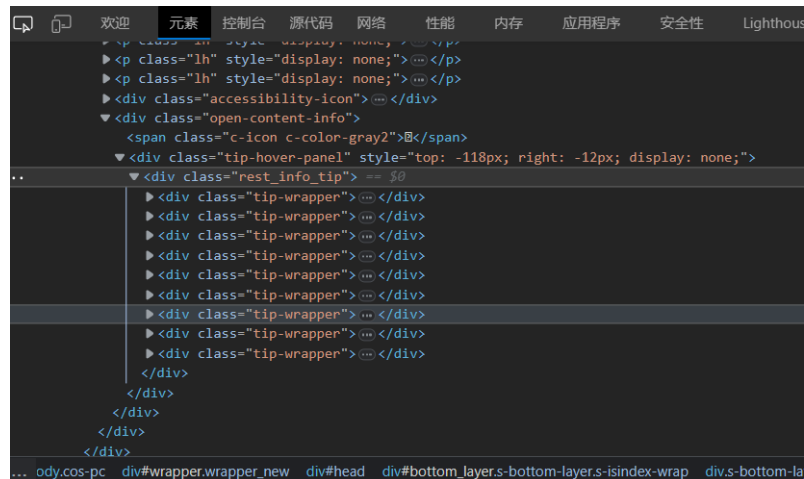 欢迎 元素 控制台 源代码 网络 性能 内存 应用程序 安全性 Lighthous
<p class="lh" style="display: none;">…</p>
<p class="lh" style="display: none;">…</p>
<p class="lh" style="display: none;">…</p>
<div class="accessibility-icon">…</div>
<div class="open-content-info">
<span class="c-icon c-color-gray2"></span>
<div class="tip-hover-panel" style="top: -118px; right: -12px; display: none;">
<div class="rest_info_tip"> == $0
<div class="tip-wrapper">…</div>
<div class="tip-wrapper">…</div>
<div class="tip-wrapper">…</div>
<div class="tip-wrapper">…</div>
<div class="tip-wrapper">…</div>
<div class="tip-wrapper">…</div>
<div class="tip-wrapper">…</div>
<div class="tip-wrapper">…</div>
<div class="tip-wrapper">…</div>
</div>
</div>
</div>
</div>
</div>
... ody.cos-pc div#wrapper.wrapper_new div#head div#bottom_layer.s-bottom-layer.s-isindex-wrap div.s-bottom-la